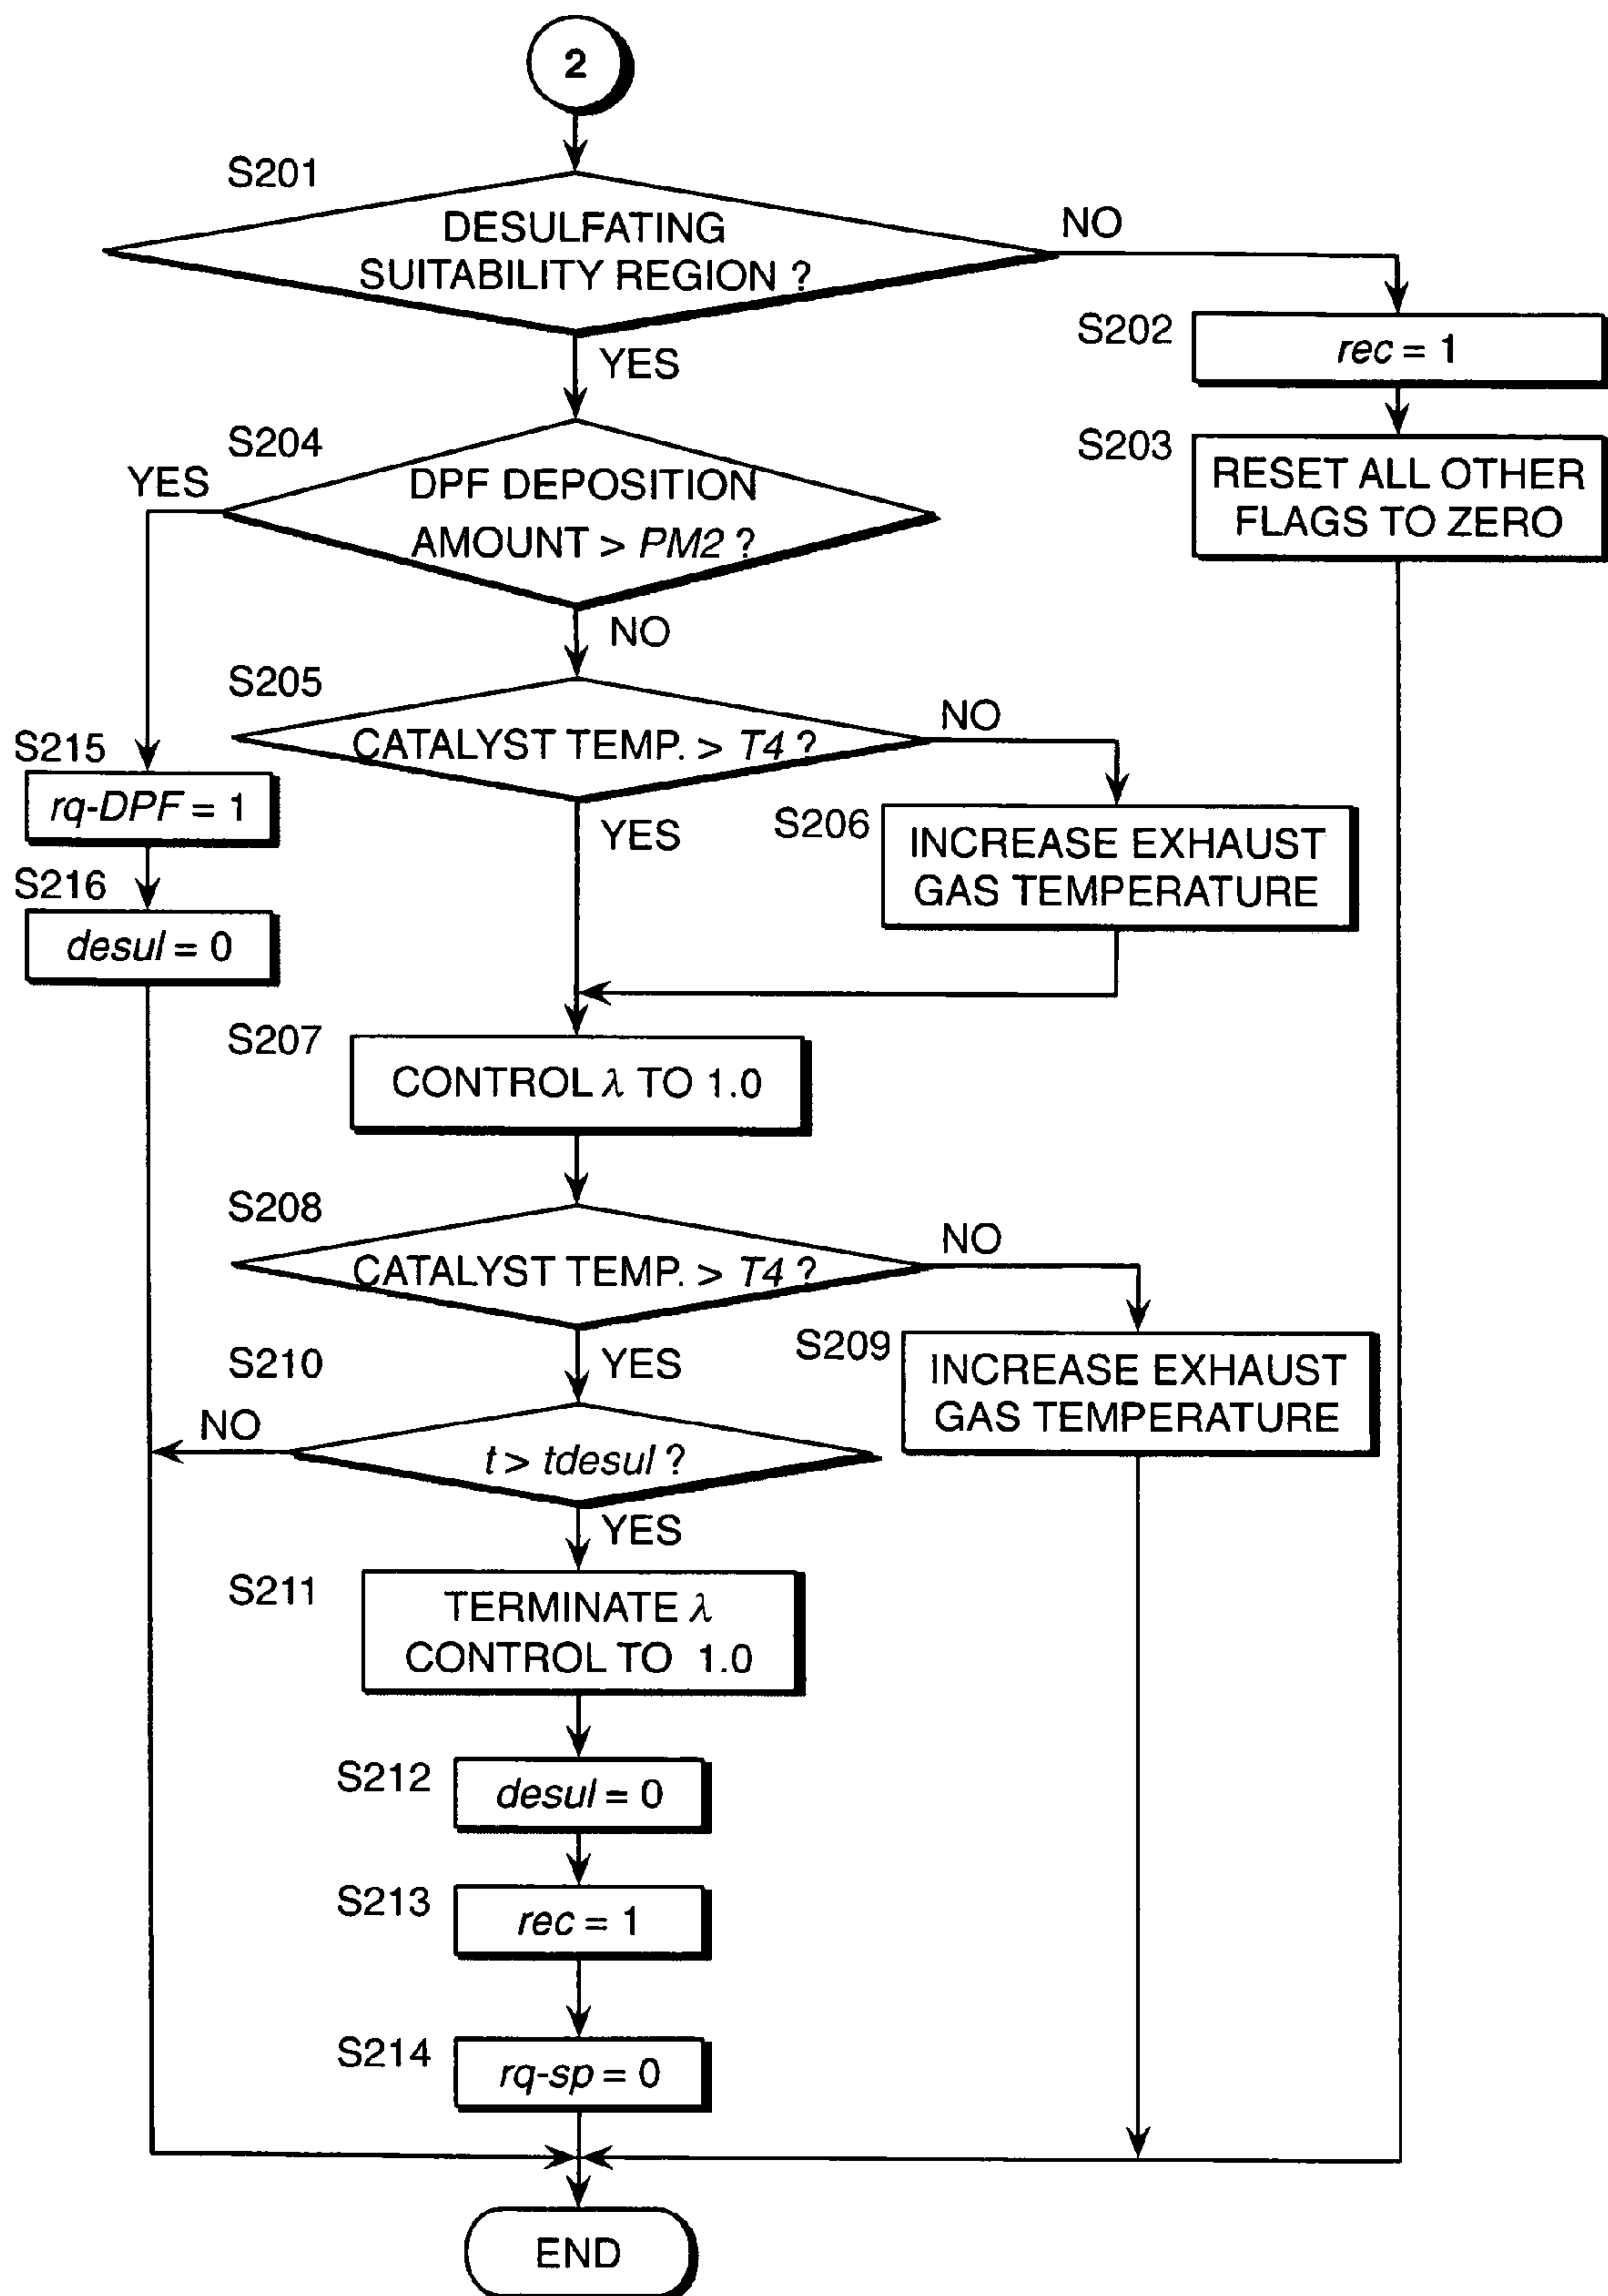 2
S201
DESULFATING
SUITABILITY REGION ?
NO
YES
S202
rec = 1
S203
RESET ALL OTHER
FLAGS TO ZERO
S204
YES
DPF DEPOSITION
AMOUNT > PM2 ?
NO
S205
CATALYST TEMP. > T4 ?
NO
YES
S215
rq-DPF = 1
S206
INCREASE EXHAUST
GAS TEMPERATURE
S216
desul = 0
S207
CONTROL λ TO 1.0
S208
CATALYST TEMP. > T4 ?
NO
YES
S209
INCREASE EXHAUST
GAS TEMPERATURE
S210
NO
t > tdesul ?
YES
S211
TERMINATE λ
CONTROL TO 1.0
S212
desul = 0
S213
rec = 1
S214
rq-sp = 0
END